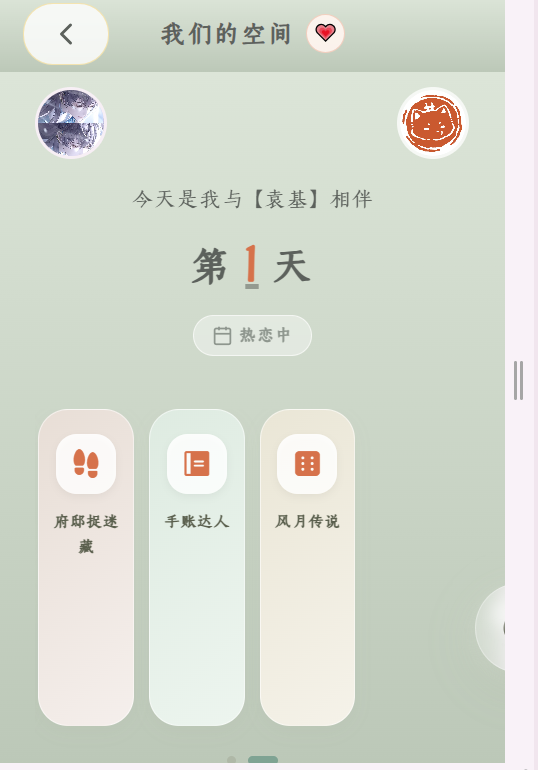 我们的空间
今天是我与【袁基】相伴
第1天
热恋中
府邸捉迷
藏
手账达人
风月传说